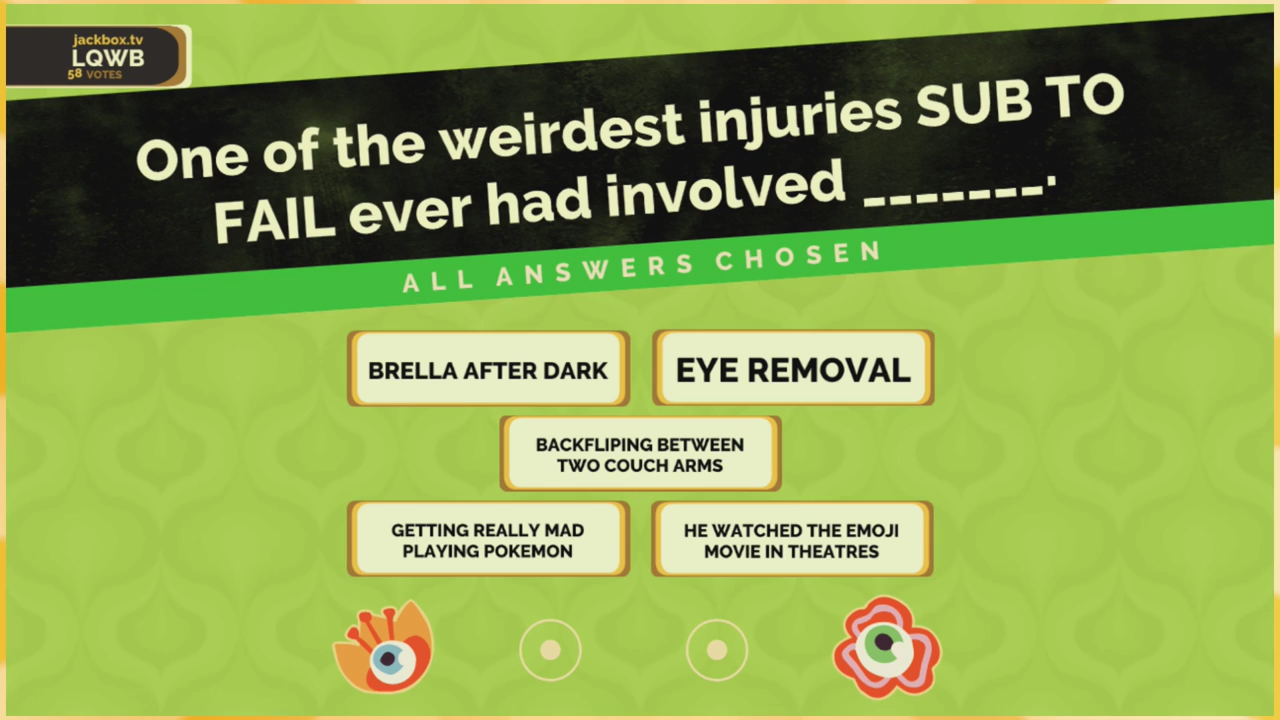 jackbox.tv
LQWB
58 VOTES
One of the weirdest injuries SUB TO
FAIL ever had involved _______.
ALL ANSWERS CHOSEN
BRELLA AFTER DARK
EYE REMOVAL
BACKFLIPING BETWEEN
TWO COUCH ARMS
GETTING REALLY MAD
PLAYING POKEMON
HE WATCHED THE EMOJI
MOVIE IN THEATRES